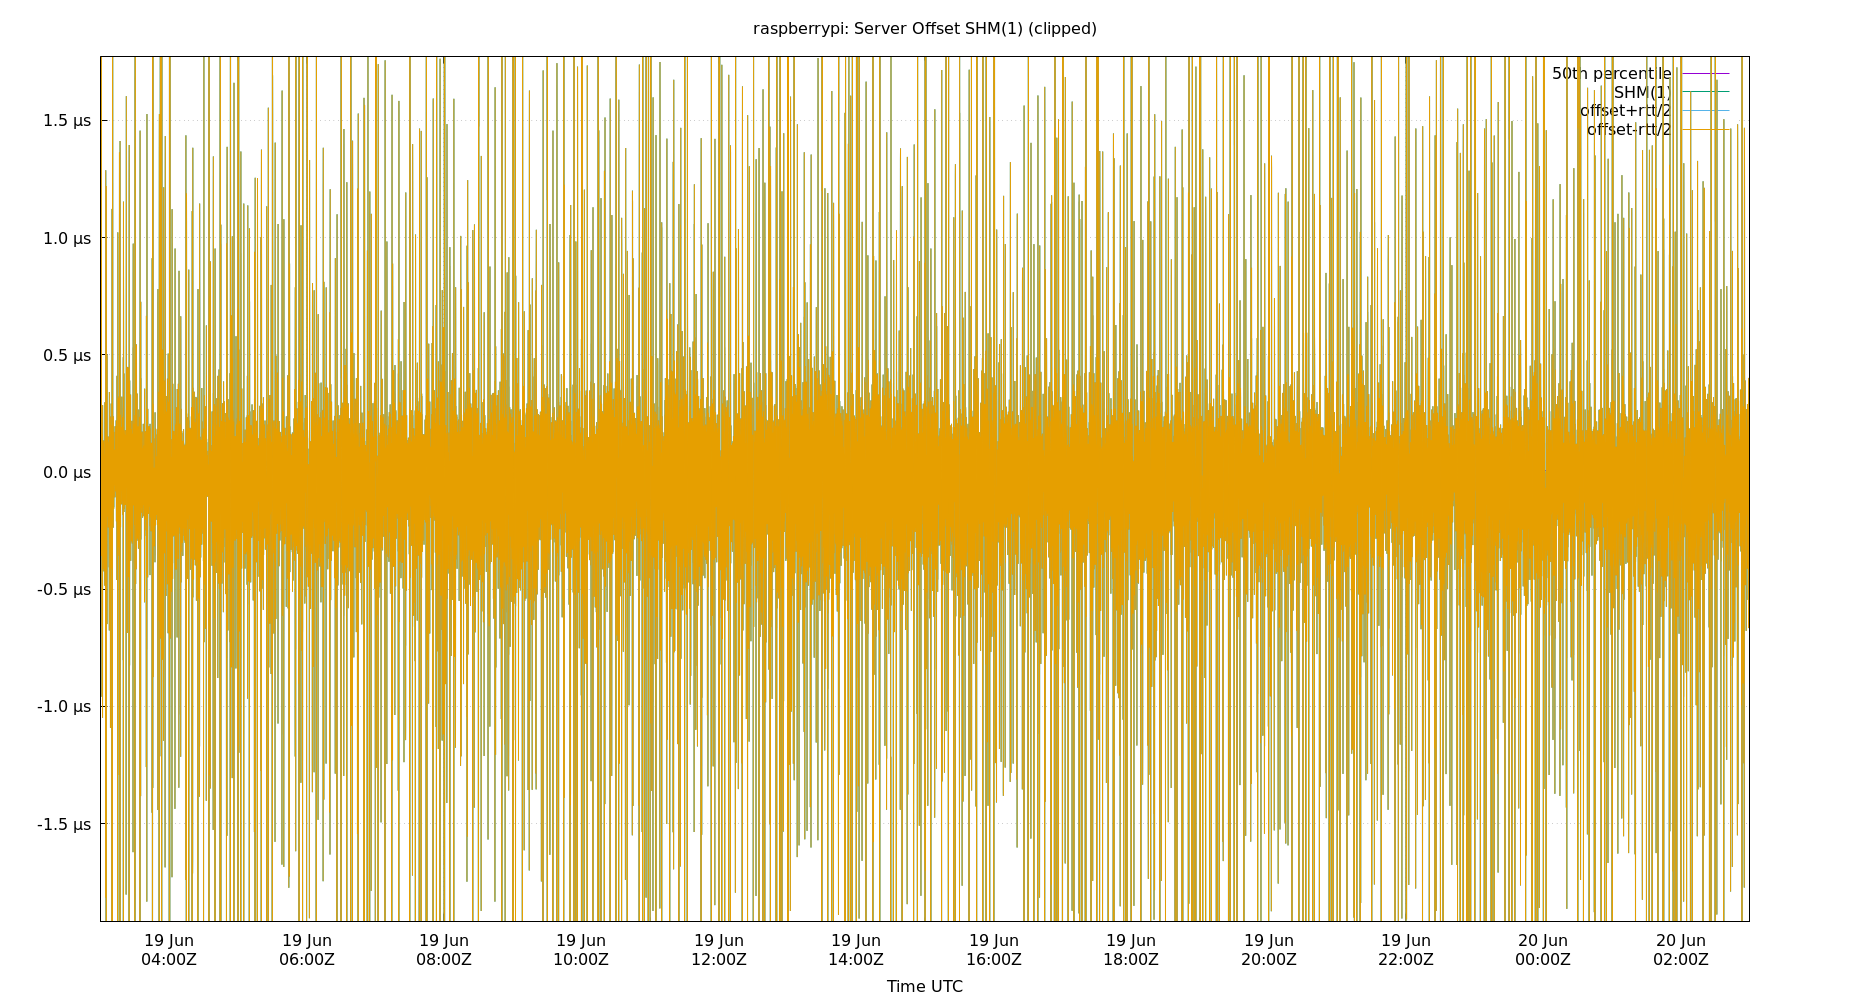 raspberrypi: Server Offset SHM(1) (clipped)
50th percentile
SHM(1)
offset+rtt/2
offset-rtt/2
1.5 µs
1.0 µs
0.5 µs
0.0 µs
-0.5 µs
-1.0 µs
-1.5 µs
19 Jun 19 Jun 19 Jun 19 Jun 19 Jun 19 Jun 19 Jun 19 Jun 19 Jun 19 Jun 20 Jun 20 Jun
04:00Z 06:00Z 08:00Z 10:00Z 12:00Z 14:00Z 16:00Z 18:00Z 20:00Z 22:00Z 00:00Z 02:00Z
Time UTC